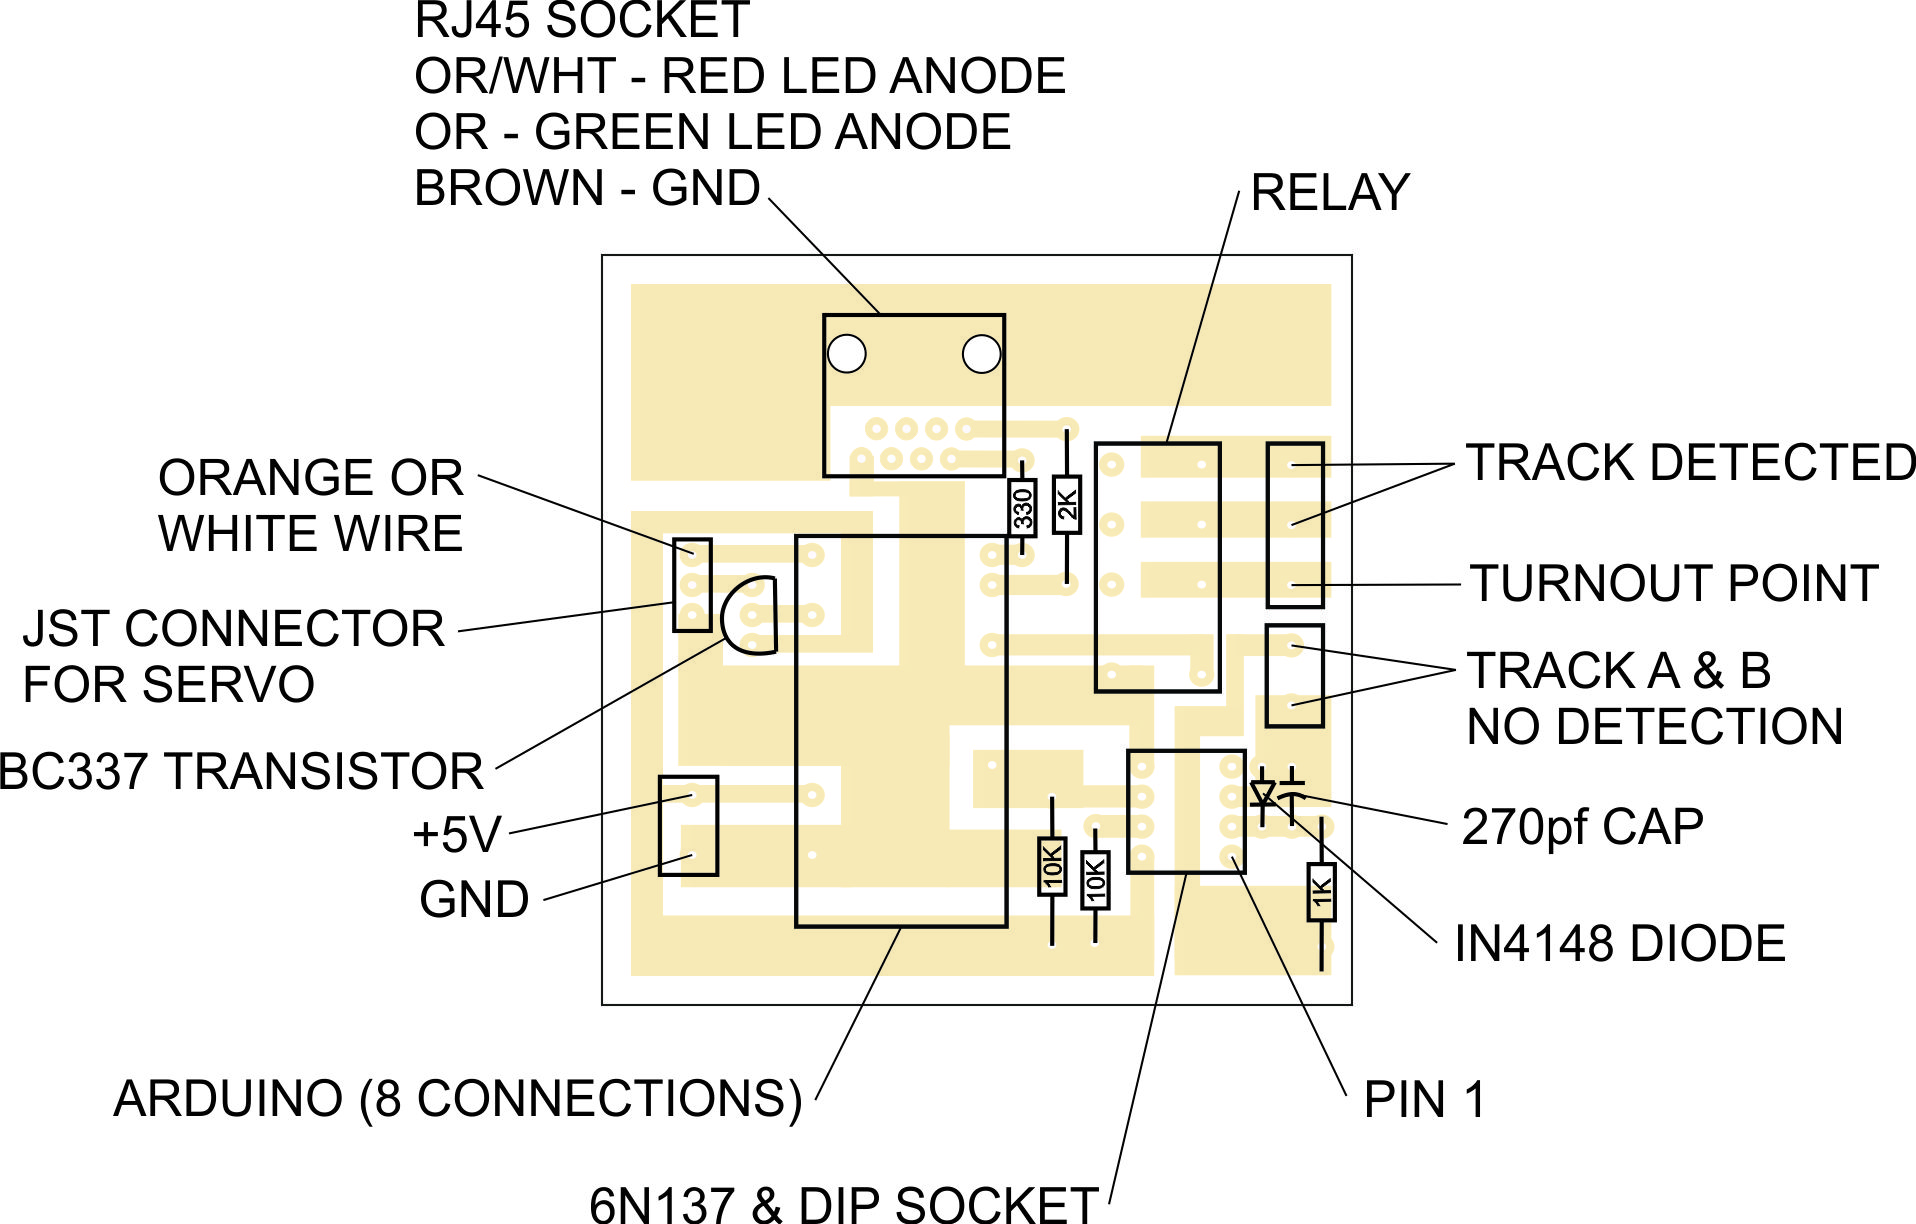 RJ45 SOCKET
OR/WHT - RED LED ANODE
OR - GREEN LED ANODE
BROWN - GND
RELAY
ORANGE OR
WHITE WIRE
330
2K
TRACK DETECTED
TURNOUT POINT
JST CONNECTOR
FOR SERVO
TRACK A & B
NO DETECTION
BC337 TRANSISTOR
+5V
GND
10K
10K
1K
270pf CAP
IN4148 DIODE
ARDUINO (8 CONNECTIONS)
PIN 1
6N137 & DIP SOCKET